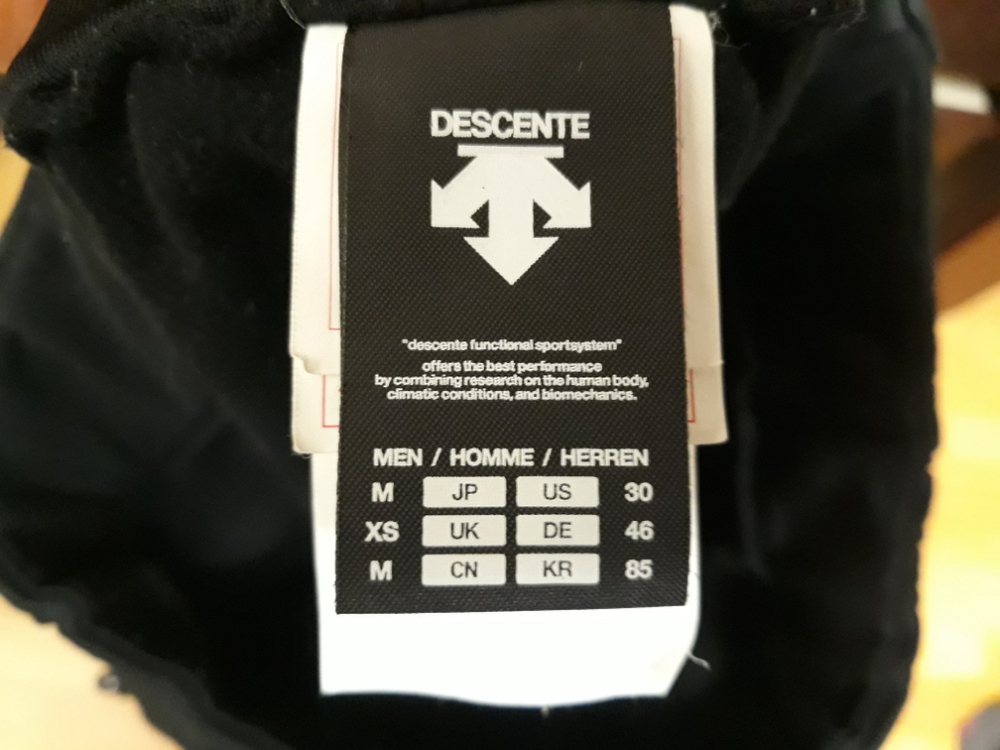 DESCENTE
"descente functional sportsystem"
offers the best performance
by combining research on the human body,
climatic conditions, and biomechanics.
MEN / HOMME / HERREN
M JP US 30
XS UK DE 46
M CN KR 85